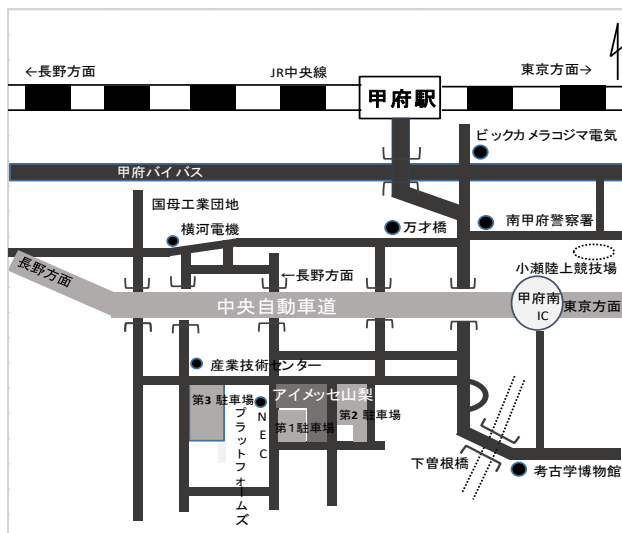 ←長野方面
JR中央線
東京方面→
甲府駅
ビックカメラコジマ電気
甲府バイパス
国母工業団地
横河電機
万才橋
南甲府警察署
小瀬陸上競技場
長野方面
←長野方面
中央自動車道
甲府南
IC
東京方面
産業技術センター
アイメッセ山梨
第3 駐車場
第1駐車場
第2 駐車場
NEC
プラットフォームズ
下曽根橋
考古学博物館